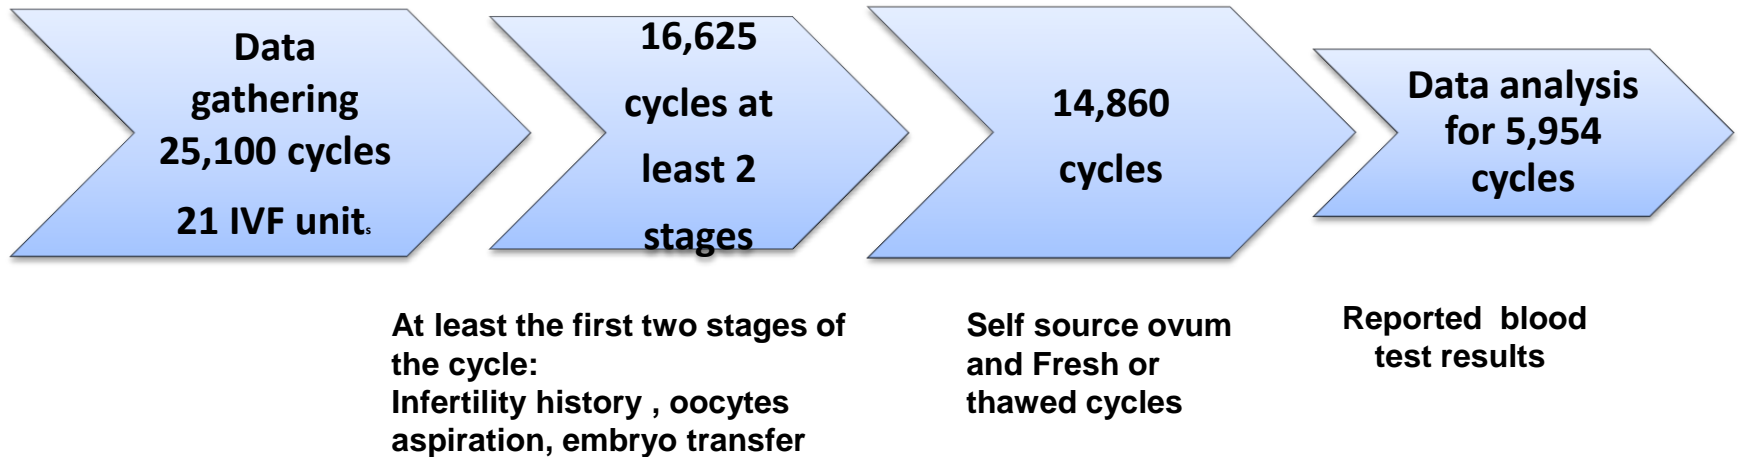 Data
gathering
25,100 cycles
21 IVF units
16,625
cycles at
least 2
stages
14,860
cycles
Data analysis
for 5,954
cycles
At least the first two stages of
the cycle:
Infertility history , oocytes
aspiration, embryo transfer
Self source ovum
and Fresh or
thawed cycles
Reported blood
test results